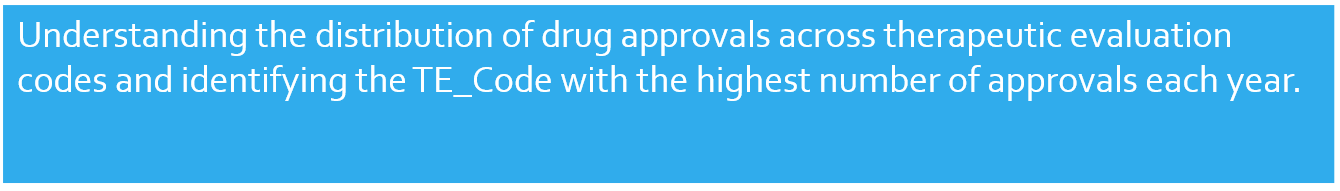 Understanding the distribution of drug approvals across therapeutic evaluation
codes and identifying the TE_Code with the highest number of approvals each year.